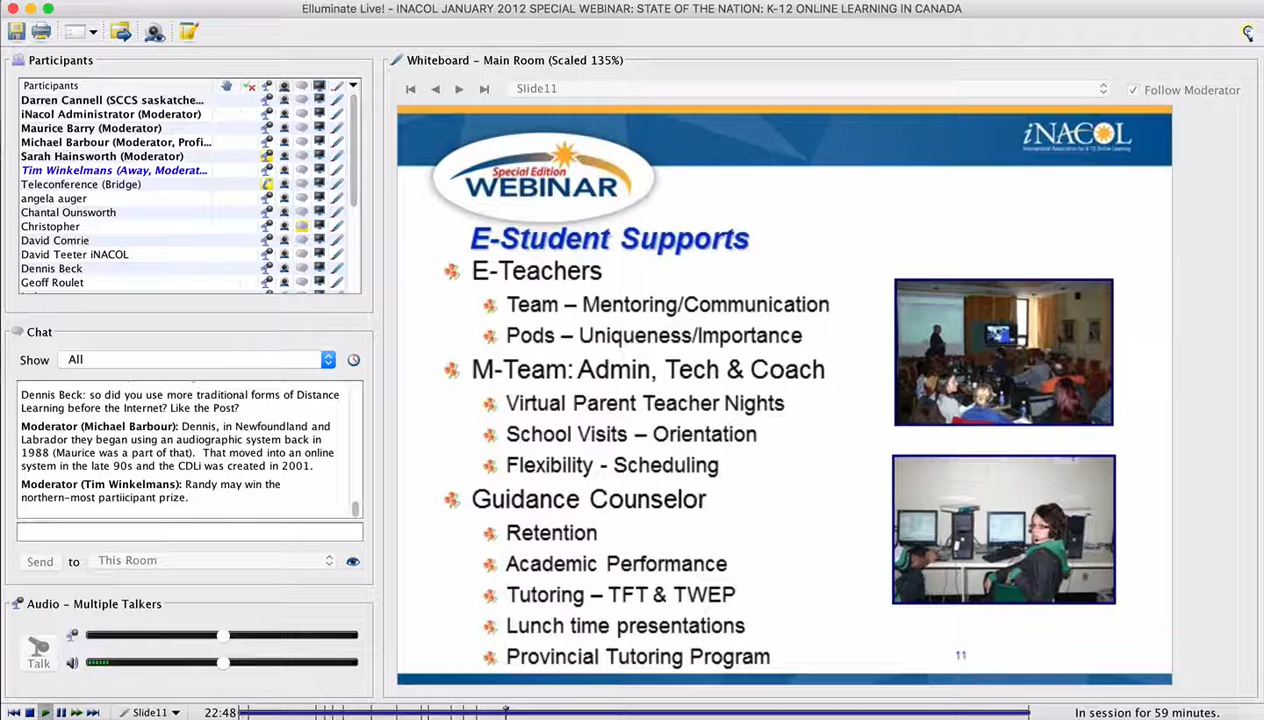 Elluminate Live! - INACOL JANUARY 2012 SPECIAL WEBINAR: STATE OF THE NATION: K-12 ONLINE LEARNING IN CANADA
Participants
Participants
Darren Cannell (SCCS saskatche...
iNacol Administrator (Moderator)
Maurice Barry (Moderator)
Michael Barbour (Moderator, Profi...
Sarah Hainsworth (Moderator)
Tim Winkelmans (Away, Moderat...
Teleconference (Bridge)
angela auger
Chantal Ounsworth
Christopher
David Comrie
David Teeter iNACOL
Dennis Beck
Geoff Roulet
Chat
Show All
Dennis Beck: so did you use more traditional forms of Distance
Learning before the Internet? Like the Post?
Moderator (Michael Barbour): Dennis, in Newfoundland and
Labrador they began using an audiographic system back in
1988 (Maurice was a part of that). That moved into an online
system in the late 90s and the CDLi was created in 2001.
Moderator (Tim Winkelmans): Randy may win the
northern-most partiicipant prize.
Send to This Room
Audio - Multiple Talkers
Talk
Whiteboard - Main Room (Scaled 135%)
Slide11
Follow Moderator
iNACOL
International Association for K-12 Online Learning
Special Edition
WEBINAR
E-Student Supports
E-Teachers
Team – Mentoring/Communication
Pods – Uniqueness/Importance
M-Team: Admin, Tech & Coach
Virtual Parent Teacher Nights
School Visits – Orientation
Flexibility - Scheduling
Guidance Counselor
Retention
Academic Performance
Tutoring – TFT & TWEP
Lunch time presentations
Provincial Tutoring Program
11
Slide11
22:48
In session for 59 minutes.